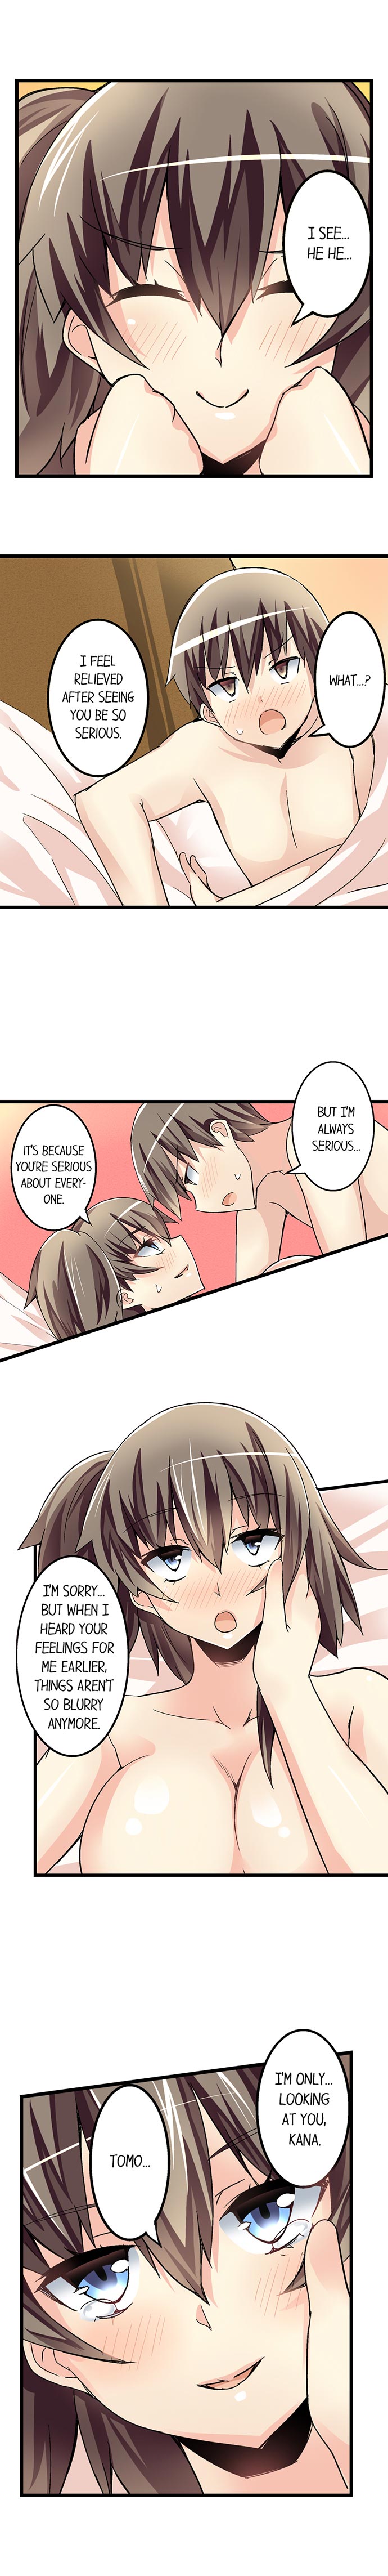 I SEE...
HE HE...
WHAT...?
I FEEL
RELIEVED
AFTER SEEING
YOU BE SO
SERIOUS.
BUT I'M
ALWAYS
SERIOUS...
IT'S BECAUSE
YOU'RE SERIOUS
ABOUT EVERY-
ONE.
I'M SORRY...
BUT WHEN I
HEARD YOUR
FEELINGS FOR
ME EARLIER,
THINGS AREN'T
SO BLURRY
ANYMORE.
I'M ONLY...
LOOKING
AT YOU,
KANA.
TOMO...